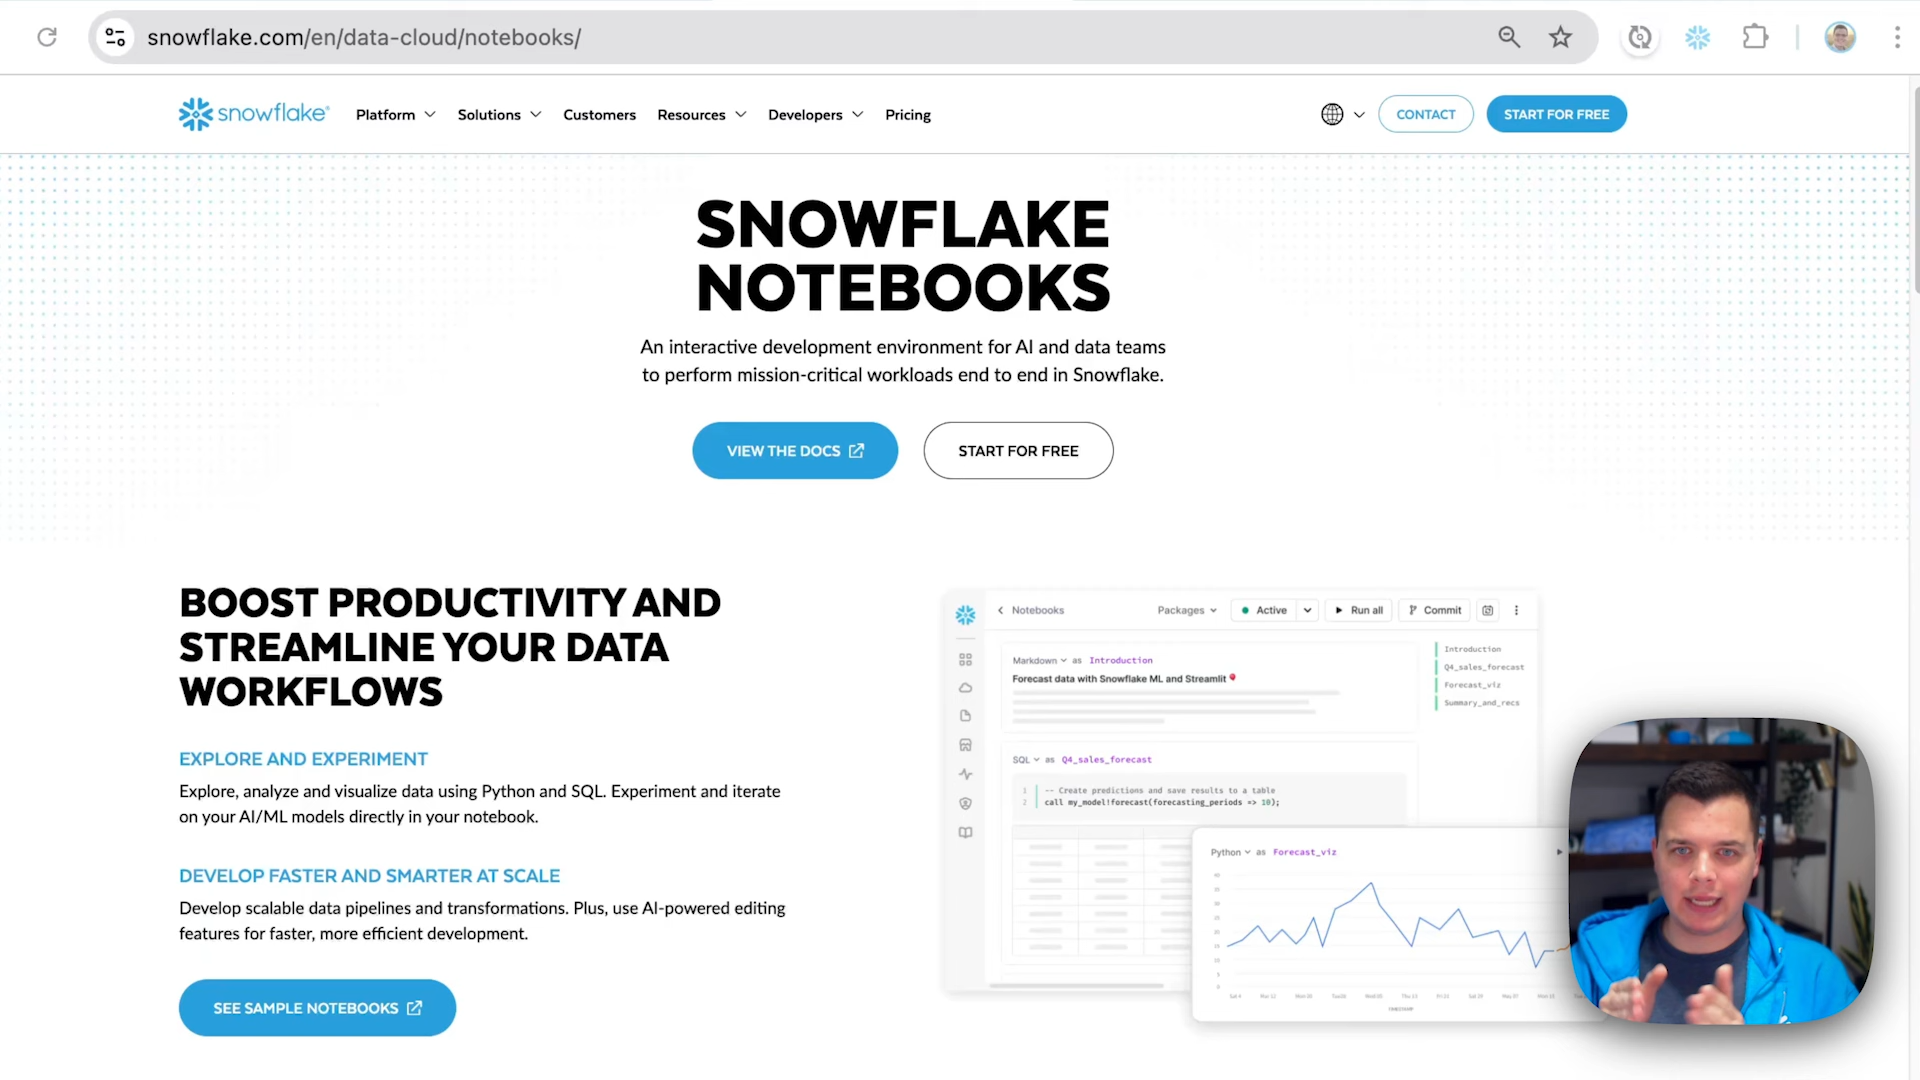 snowflake.com/en/data-cloud/notebooks/
snowflake®
Platform
Solutions
Customers
Resources
Developers
Pricing
CONTACT
START FOR FREE
SNOWFLAKE
NOTEBOOKS
An interactive development environment for AI and data teams
to perform mission-critical workloads end to end in Snowflake.
VIEW THE DOCS
START FOR FREE
BOOST PRODUCTIVITY AND
STREAMLINE YOUR DATA
WORKFLOWS
EXPLORE AND EXPERIMENT
Explore, analyze and visualize data using Python and SQL. Experiment and iterate
on your AI/ML models directly in your notebook.
DEVELOP FASTER AND SMARTER AT SCALE
Develop scalable data pipelines and transformations. Plus, use AI-powered editing
features for faster, more efficient development.
SEE SAMPLE NOTEBOOKS
Notebooks
Packages
Active
Run all
Commit
Markdown as Introduction
Forecast data with Snowflake ML and Streamlit
Introduction
Q4_sales_forecast
Forecast_viz
Summary_and_recs
SQL as Q4_sales_forecast
1 -- Create predictions and save results to a table
2 call my_model!forecast(forecasting_periods => 10);
Python as Forecast_viz